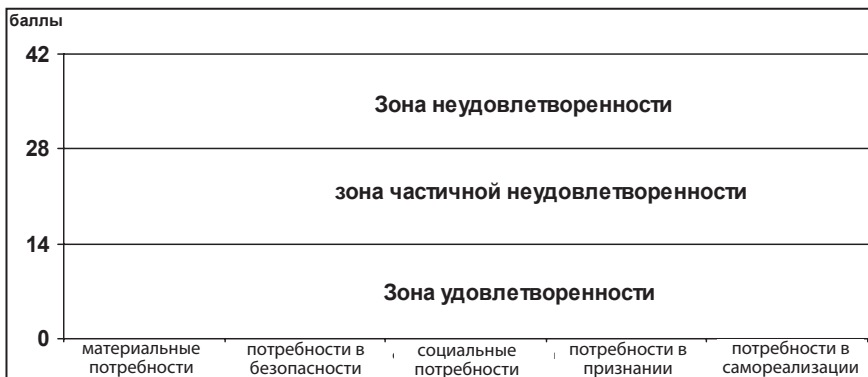 баллы
42
Зона неудовлетворенности
28
зона частичной неудовлетворенности
14
Зона удовлетворенности
0
материальные потребности
потребности в безопасности
социальные потребности
потребности в признании
потребности в самореализации